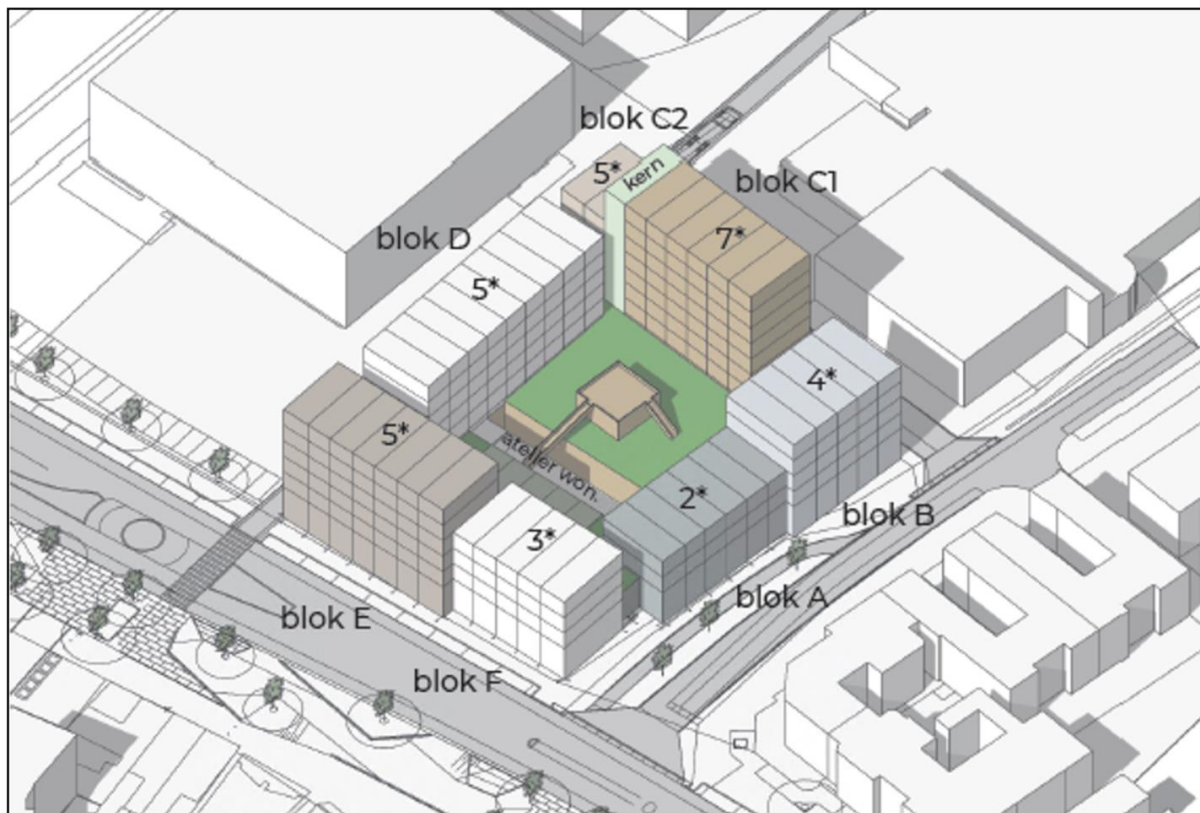 blok C2
5*
kern
blok C1
7*
blok D
5*
4*
5*
atelier won.
2*
3*
blok B
blok A
blok E
blok F